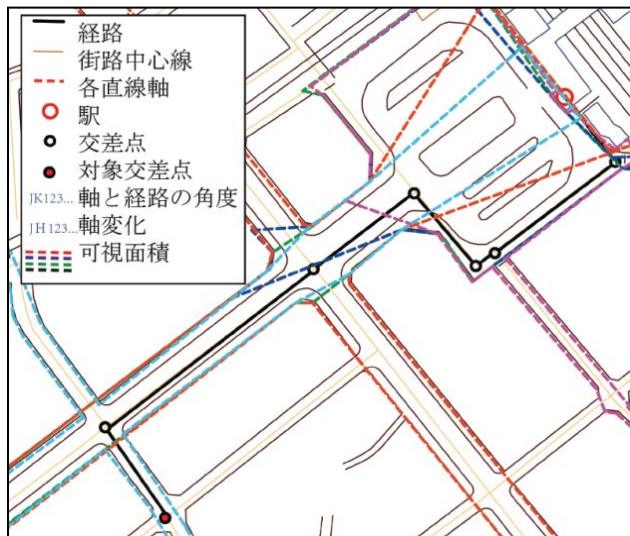 経路
街路中心線
各直線軸
駅
交差点
対象交差点
JK123... 軸と経路の角度
JH123... 軸変化
可視面積